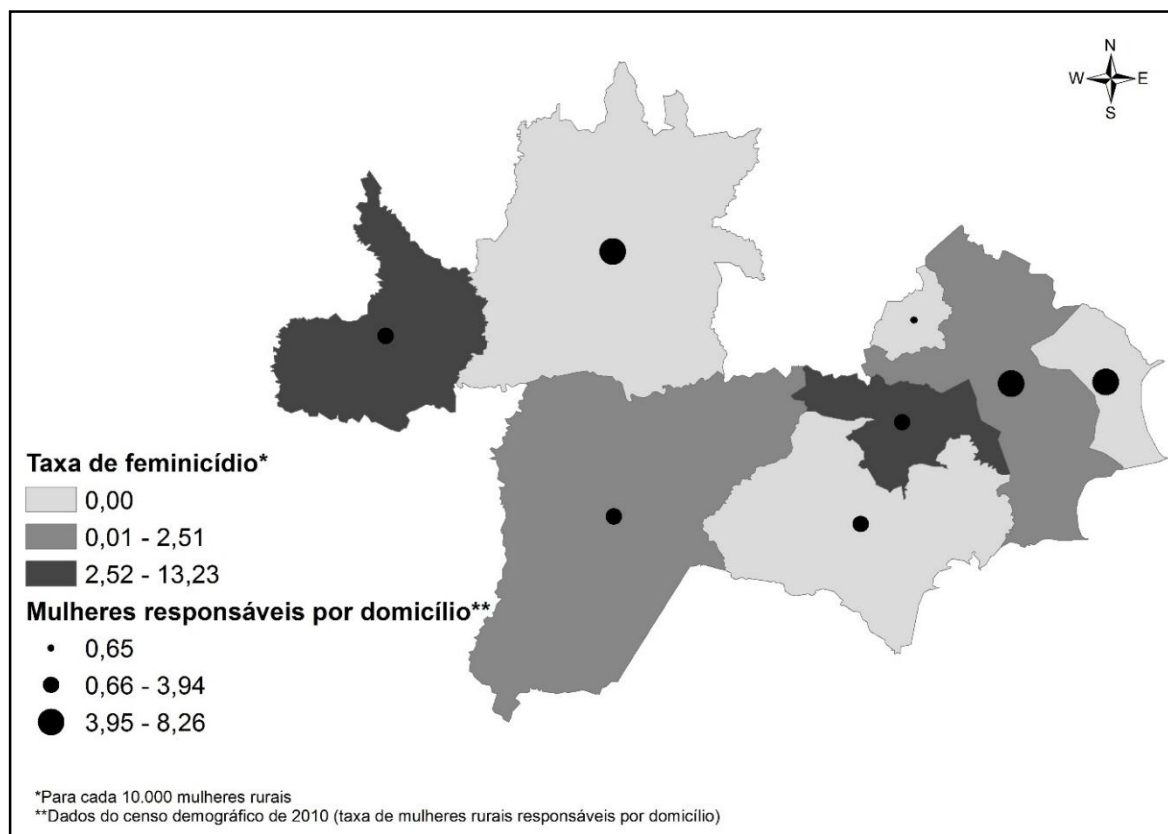 N
W E
S
Taxa de feminicídio*
0,00
0,01 - 2,51
2,52 - 13,23
Mulheres responsáveis por domicílio**
0,65
0,66 - 3,94
3,95 - 8,26
*Para cada 10.000 mulheres rurais
**Dados do censo demográfico de 2010 (taxa de mulheres rurais responsáveis por domicílio)